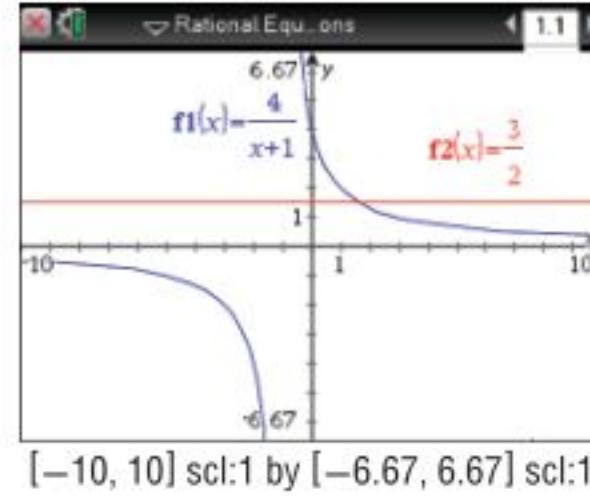 Rational Equ...ons 1.1
6.67 y
f1(x)=4/(x+1)
f2(x)=3/2
1
-10 1 10
-6.67
[−10, 10] scl:1 by [−6.67, 6.67] scl:1